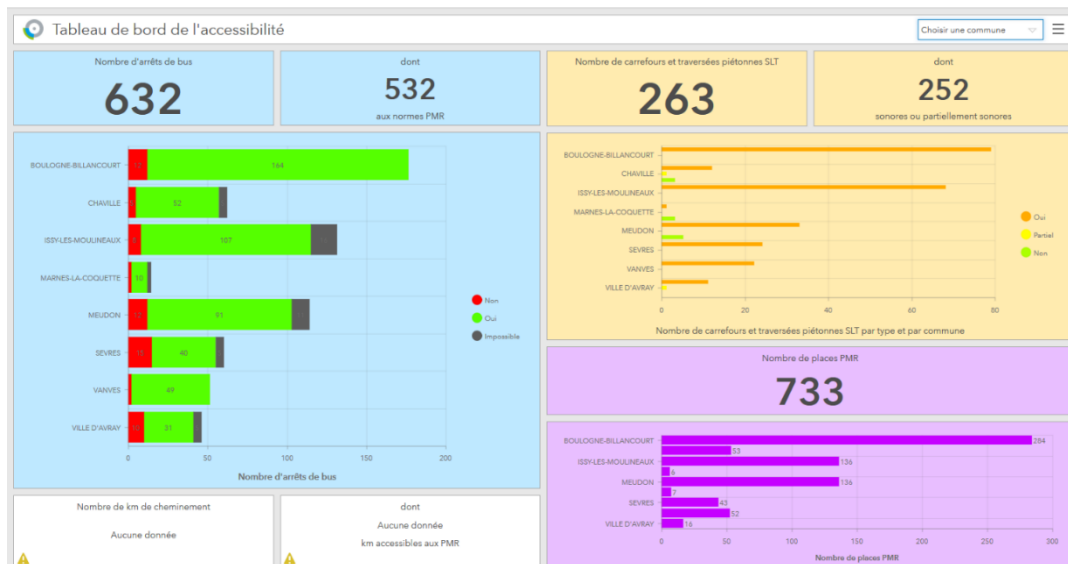 Tableau de bord de l'accessibilité
Choisir une commune
Nombre d'arrêts de bus
632
dont
532
aux normes PMR
Nombre de carrefours et traversées piétonnes SLT
263
dont
252
sonores ou partiellement sonores
BOULOGNE-BILLANCOURT
164
CHAVILLE
52
ISSY-LES-MOULINEAUX
107
MARNES-LA-COQUETTE
10
MEUDON
91
SEVRES
40
VANVES
49
VILLE D'AVRAY
31
0
50
100
150
200
Nombre d'arrêts de bus
Non
Oui
Impossible
BOULOGNE-BILLANCOURT
CHAVILLE
ISSY-LES-MOULINEAUX
MARNES-LA-COQUETTE
MEUDON
SEVRES
VANVES
VILLE D'AVRAY
0
20
40
60
80
Nombre de carrefours et traversées piétonnes SLT par type et par commune
Oui
Partiel
Non
Nombre de places PMR
733
BOULOGNE-BILLANCOURT
284
53
ISSY-LES-MOULINEAUX
136
6
MEUDON
136
7
SEVRES
43
52
VILLE D'AVRAY
16
0
50
100
150
200
250
300
Nombre de places PMR
Nombre de km de cheminement
Aucune donnée
dont
Aucune donnée
km accessibles aux PMR